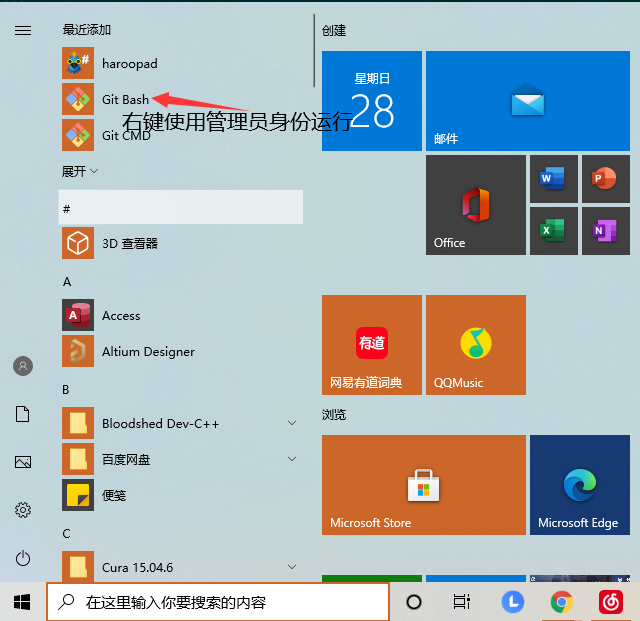 最近添加
haroopad
Git Bash
右键使用管理员身份运行
Git CMD
展开
#
3D 查看器
A
Access
Altium Designer
B
Bloodshed Dev-C++
百度网盘
便笺
C
Cura 15.04.6
在这里输入你要搜索的内容
创建
星期日
28
邮件
Office
W
P
X
N
有道
网易有道词典
QQMusic
浏览
Microsoft Store
Microsoft Edge